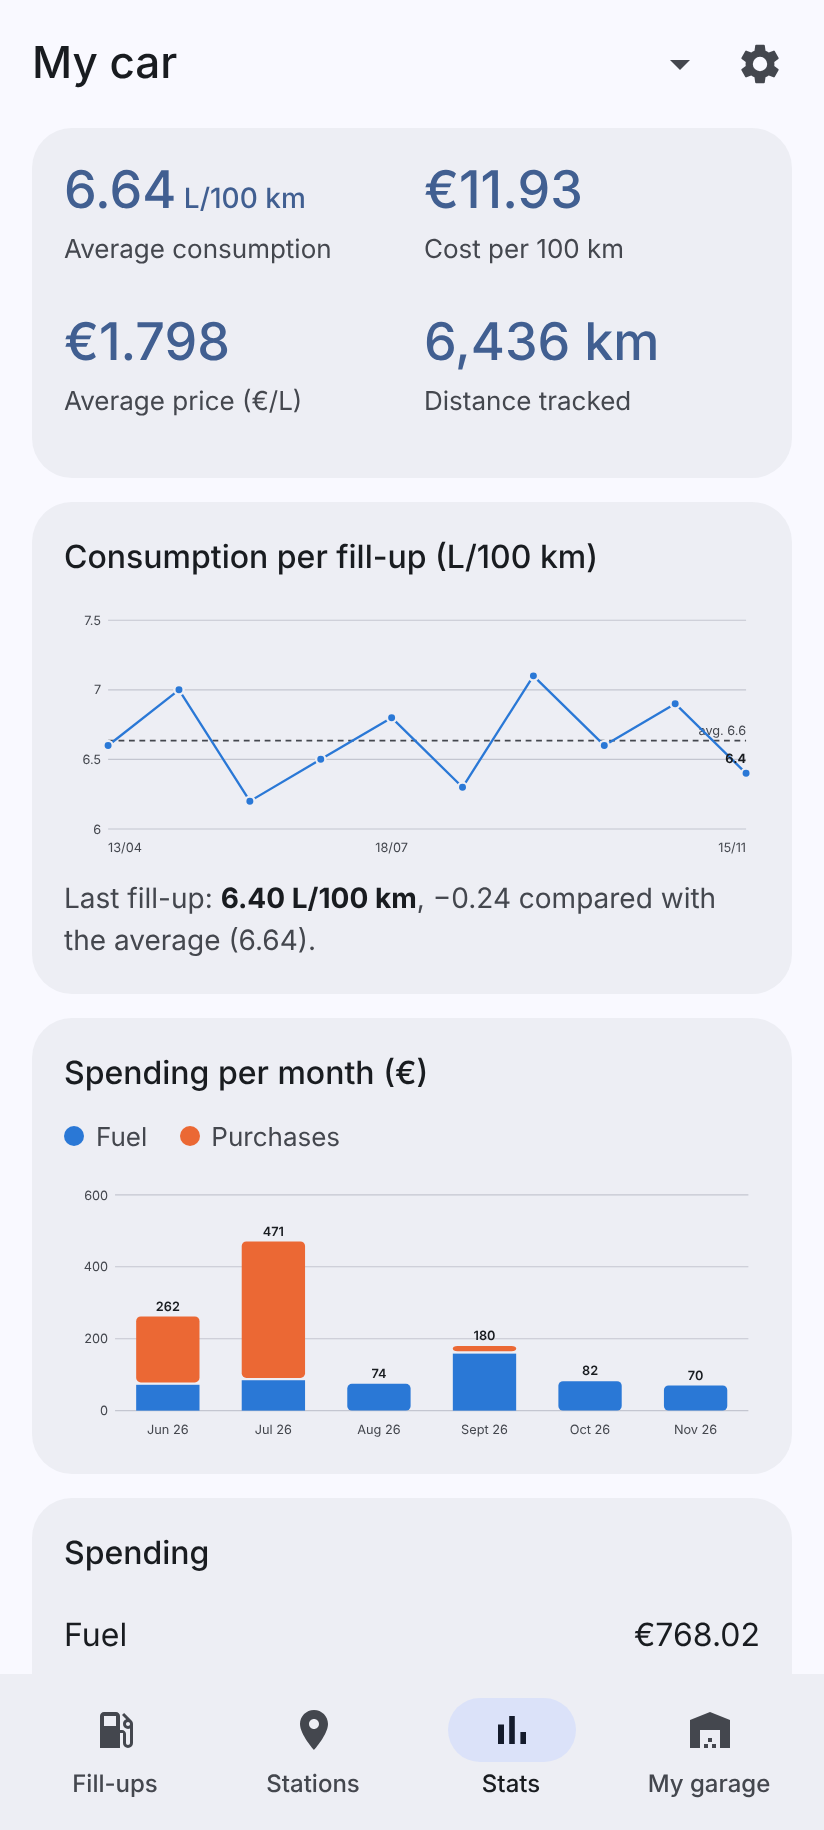 My car
6.64 L/100 km
Average consumption
€11.93
Cost per 100 km
€1.798
Average price (€/L)
6,436 km
Distance tracked
Consumption per fill-up (L/100 km)
7.5
7
avg. 6.6
6.5
6.4
6
13/04 18/07 15/11
Last fill-up: 6.40 L/100 km, −0.24 compared with
the average (6.64).
Spending per month (€)
Fuel Purchases
600
471
400
262
200
180
74
82
70
0
Jun 26 Jul 26 Aug 26 Sept 26 Oct 26 Nov 26
Spending
Fuel €768.02
Fill-ups Stations Stats My garage